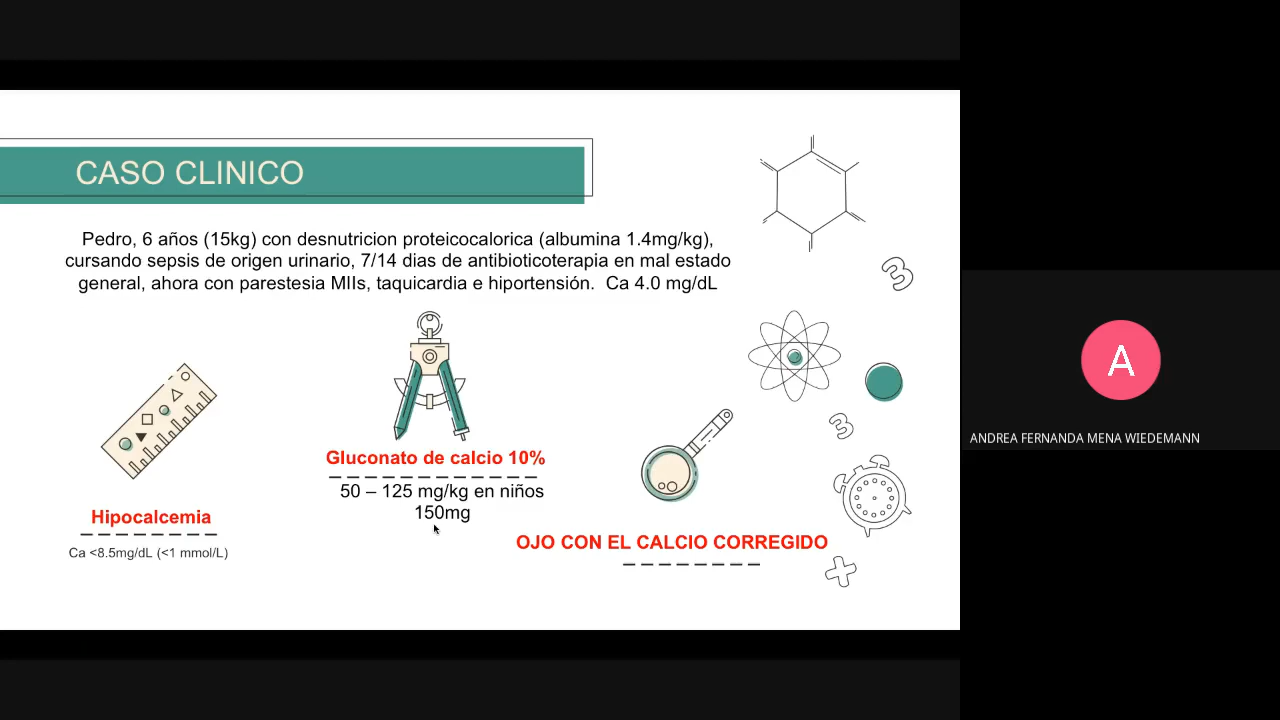 CASO CLINICO
Pedro, 6 años (15kg) con desnutricion proteicocalorica (albumina 1.4mg/kg),
cursando sepsis de origen urinario, 7/14 dias de antibioticoterapia en mal estado
general, ahora con parestesia MIIs, taquicardia e hiportensión.  Ca 4.0 mg/dL
Gluconato de calcio 10%
50 – 125 mg/kg en niños
150mg
Hipocalcemia
Ca <8.5mg/dL (<1 mmol/L)
OJO CON EL CALCIO CORREGIDO
3
3
A
ANDREA FERNANDA MENA WIEDEMANN